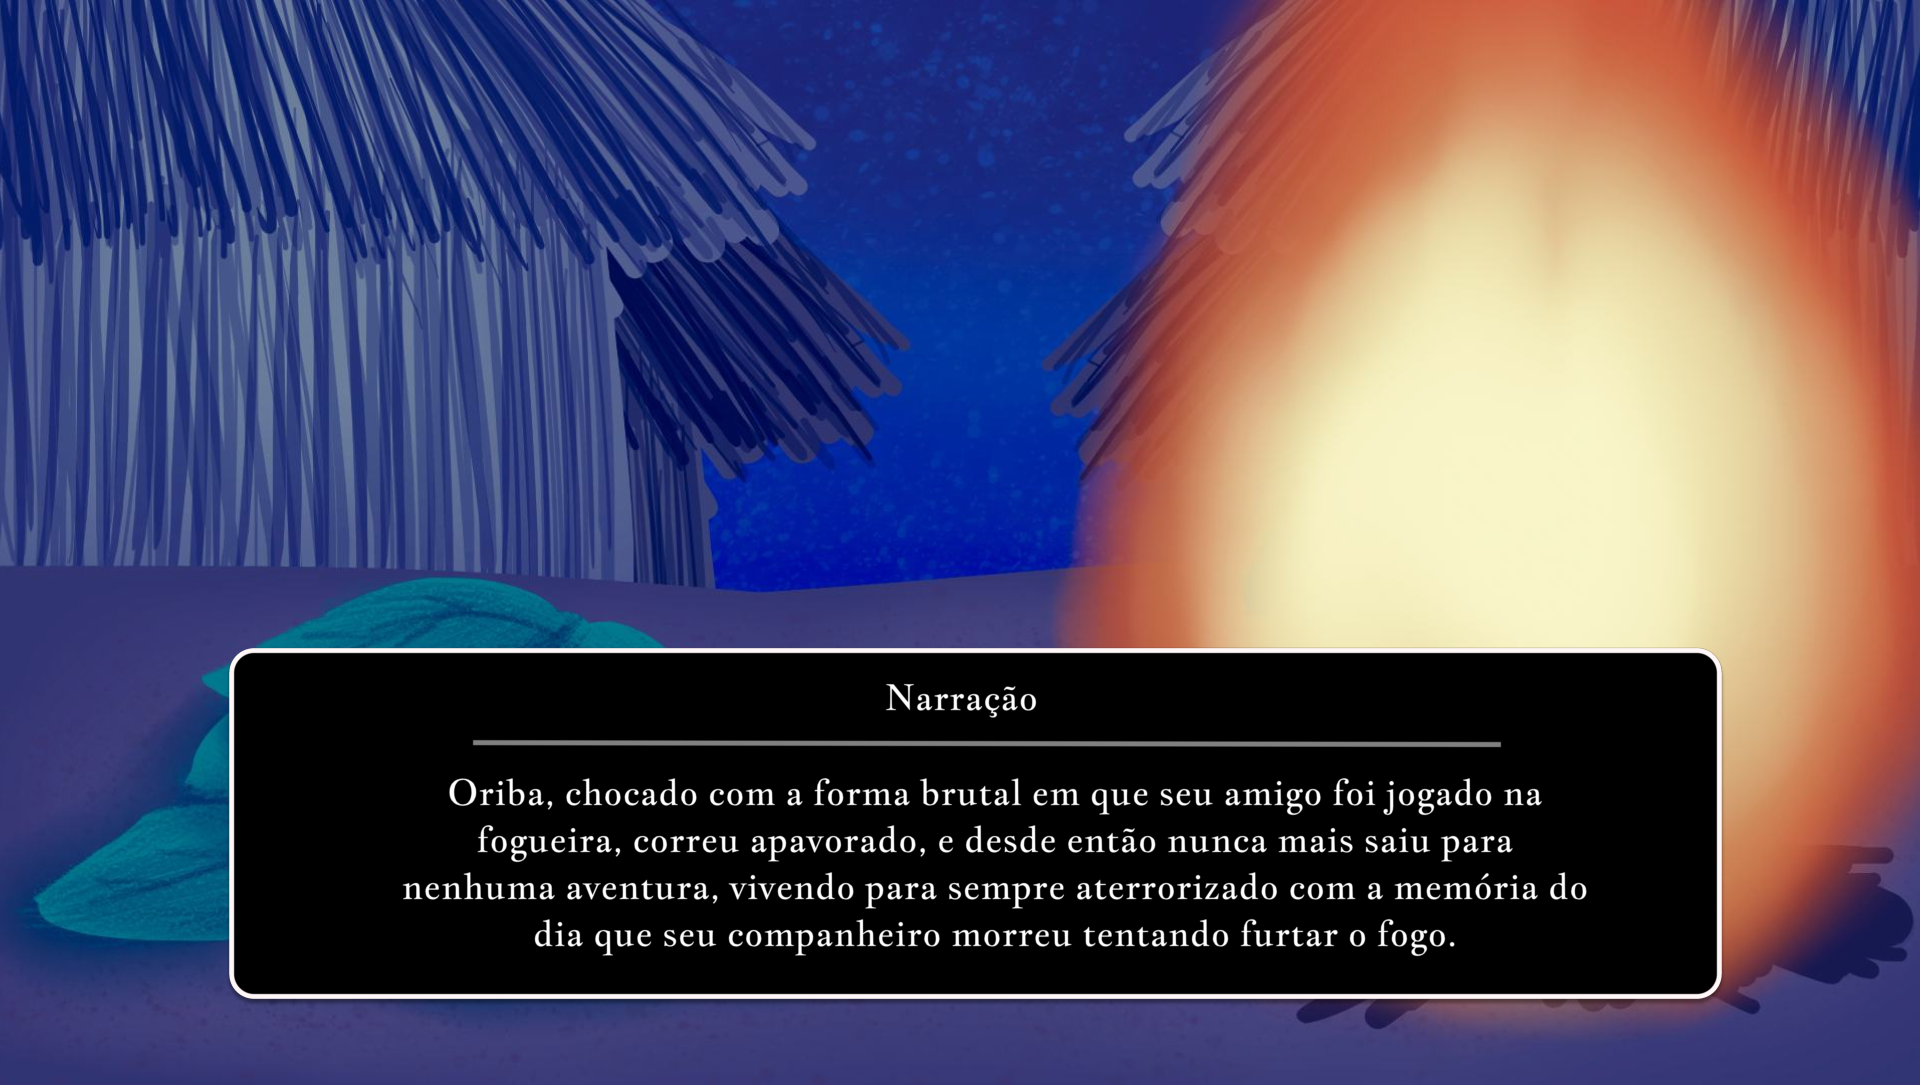 Narração
Oriba, chocado com a forma brutal em que seu amigo foi jogado na
fogueira, correu apavorado, e desde então nunca mais saiu para
nenhuma aventura, vivendo para sempre aterrorizado com a memória do
dia que seu companheiro morreu tentando furtar o fogo.